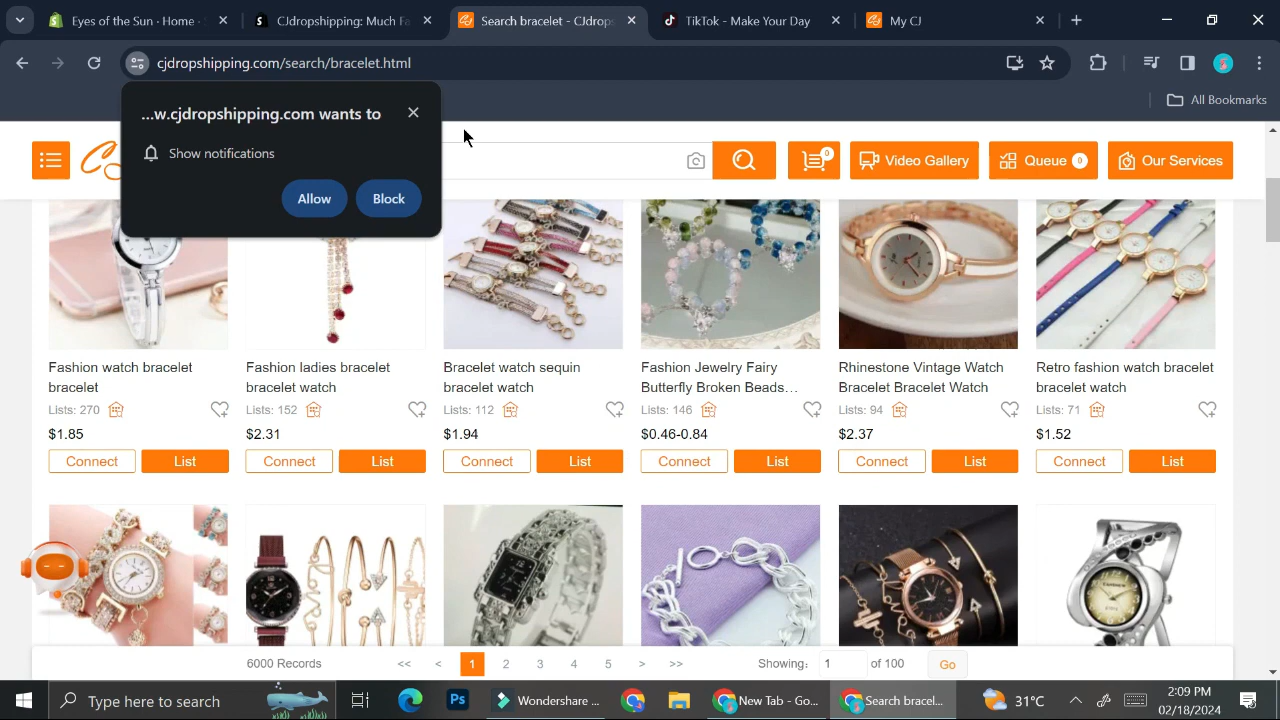 Eyes of the Sun - Home
CJdropshipping: Much Fa
Search bracelet - CJdrops
TikTok - Make Your Day
My CJ
cjdropshipping.com/search/bracelet.html
All Bookmarks
...w.cjdropshipping.com wants to
Show notifications
Allow
Block
0
Video Gallery
Queue 0
Our Services
Fashion watch bracelet
bracelet
Lists: 270
$1.85
Connect
List
Fashion ladies bracelet
bracelet watch
Lists: 152
$2.31
Connect
List
Bracelet watch sequin
bracelet watch
Lists: 112
$1.94
Connect
List
Fashion Jewelry Fairy
Butterfly Broken Beads...
Lists: 146
$0.46-0.84
Connect
List
Rhinestone Vintage Watch
Bracelet Bracelet Watch
Lists: 94
$2.37
Connect
List
Retro fashion watch bracelet
bracelet watch
Lists: 71
$1.52
Connect
List
6000 Records
<< < 1 2 3 4 5 > >>
Showing: 1 of 100 Go
Type here to search
Ps
Wondershare ...
New Tab - Go...
Search bracel...
31°C
2:09 PM
02/18/2024